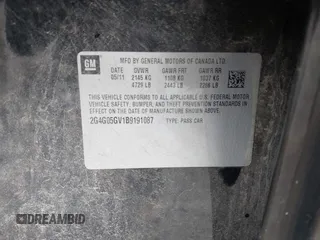 GM
MFD BY GENERAL MOTORS OF CANADA LTD.
DATE GVWR GAWR FRT GAWR RR
05/11 2145 KG 1108 KG 1037 KG
4729 LB 2443 LB 2286 LB
THIS VEHICLE CONFORMS TO ALL APPLICABLE U.S. FEDERAL MOTOR
VEHICLE SAFETY, BUMPER, AND THEFT PREVENTION STANDARDS
IN EFFECT ON THE DATE OF MANUFACTURE SHOWN ABOVE.
2G4G05GV1B9191087 TYPE: PASS CAR
DREAMBID